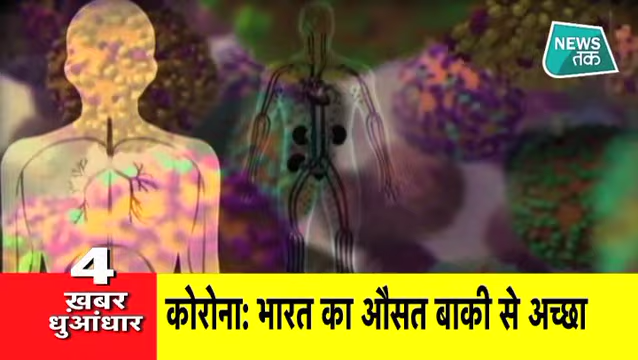 NEWS
तक
4
ख़बर
धुआंधार
कोरोना: भारत का औसत बाकी से अच्छा